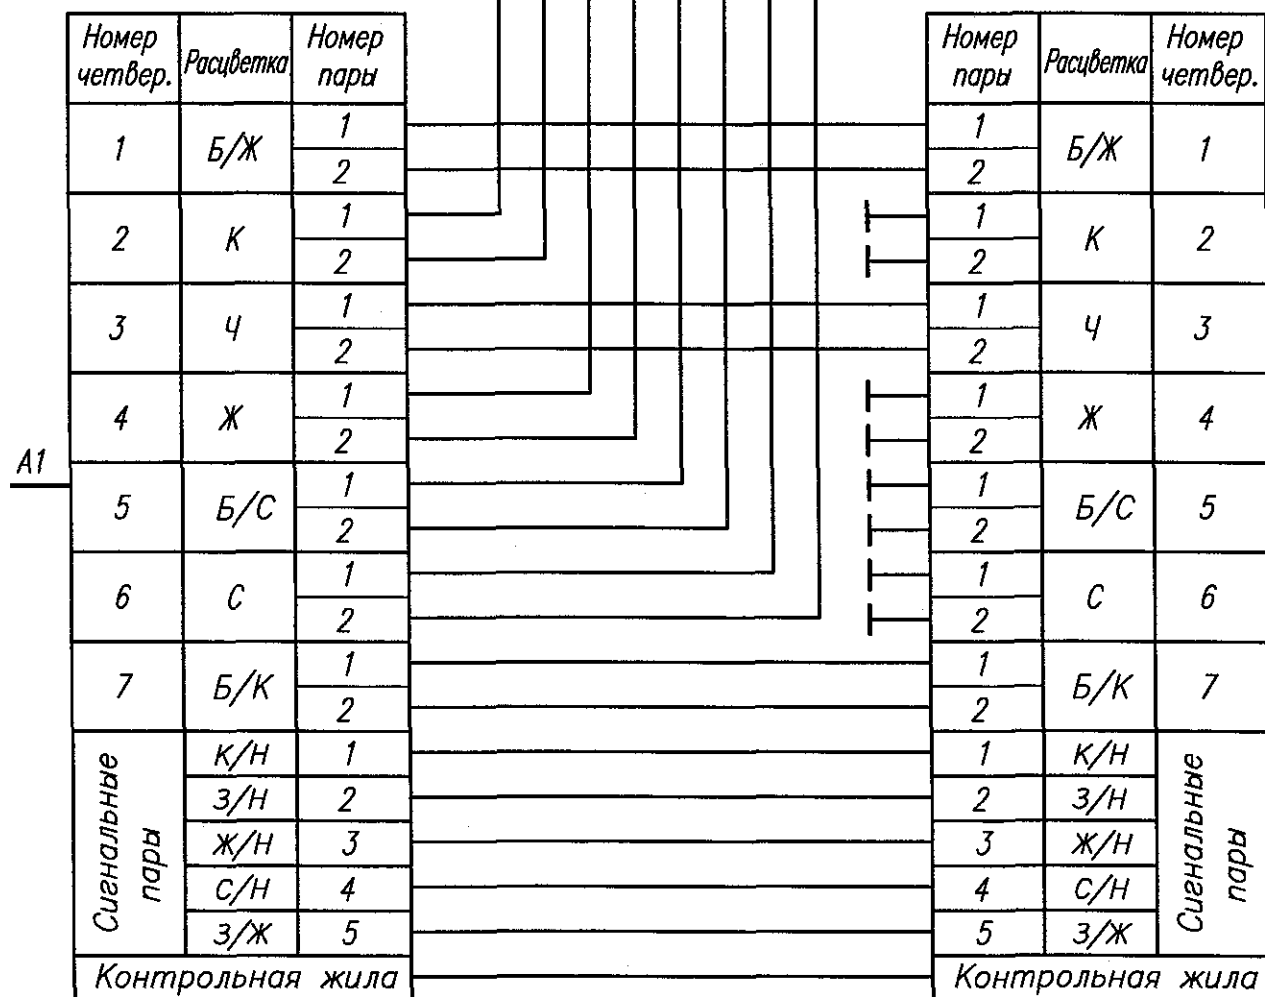 Номер четвер. Расцветка Номер пары
1 Б/Ж 1
2
2 К 1
2
3 Ч 1
2
4 Ж 1
2
А1
5 Б/С 1
2
6 С 1
2
7 Б/К 1
2
Сигнальные пары
К/Н 1
З/Н 2
Ж/Н 3
С/Н 4
З/Ж 5
Контрольная жила
Номер пары Расцветка Номер четвер.
1 Б/Ж 1
2
1 К 2
2
1 Ч 3
2
1 Ж 4
2
1 Б/С 5
2
1 С 6
2
1 Б/К 7
2
1 К/Н
2 З/Н
3 Ж/Н
4 С/Н
5 З/Ж
Сигнальные пары
Контрольная жила